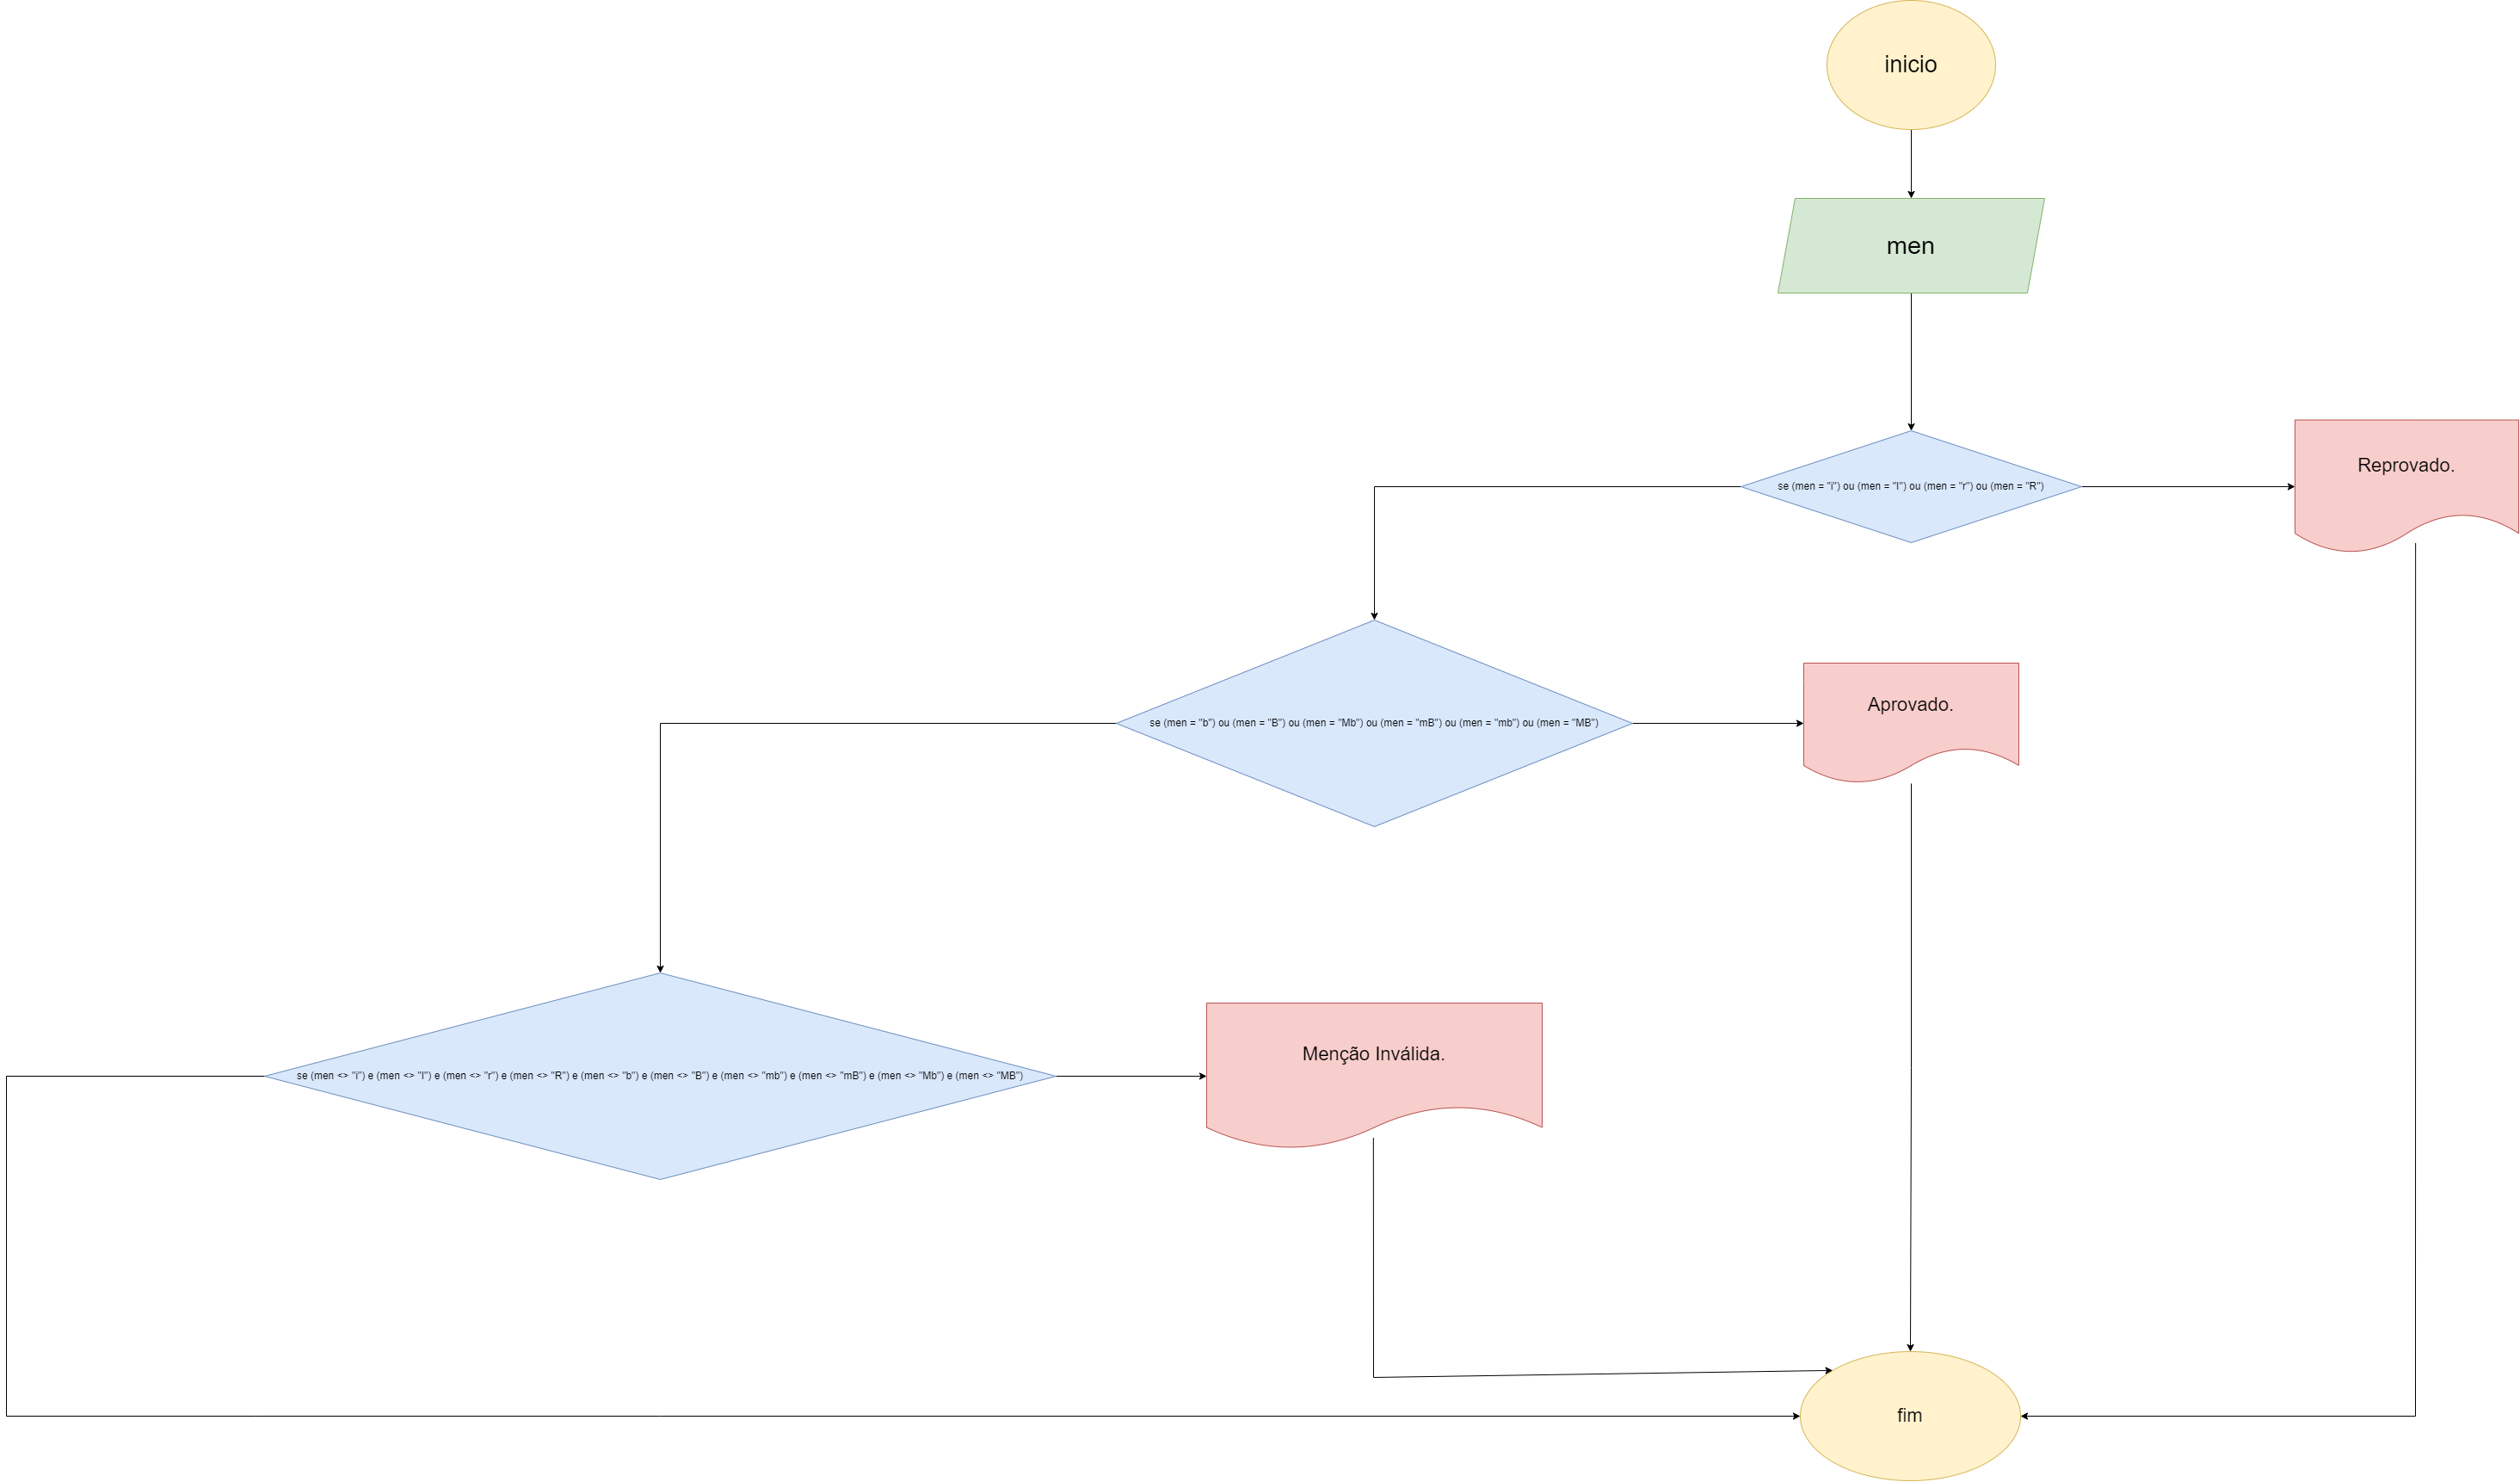 inicio
men
se (men = "i") ou (men = "I") ou (men = "r") ou (men = "R")
Reprovado.
se (men = "b") ou (men = "B") ou (men = "Mb") ou (men = "mB") ou (men = "mb") ou (men = "MB")
Aprovado.
se (men <> "i") e (men <> "I") e (men <> "r") e (men <> "R") e (men <> "b") e (men <> "B") e (men <> "mb") e (men <> "mB") e (men <> "Mb") e (men <> "MB")
Menção Inválida.
fim